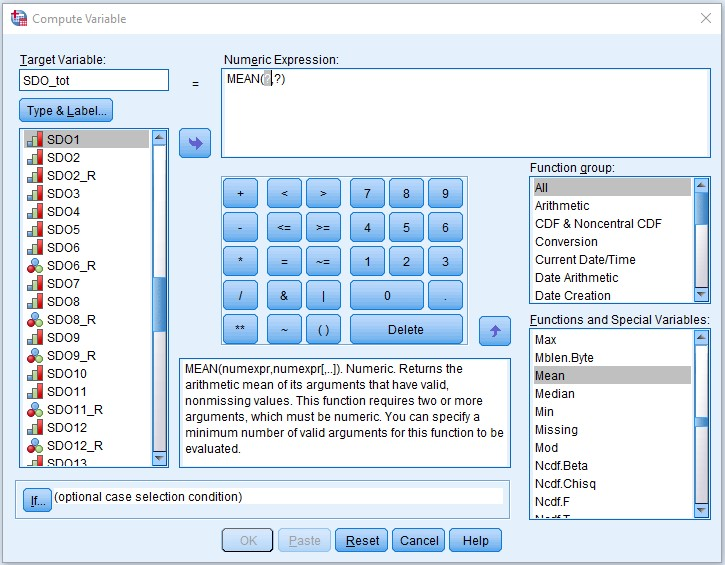 Compute Variable
Target Variable:
SDO_tot
=
Numeric Expression:
MEAN(?,?)
Type & Label...
SDO1
SDO2
SDO2_R
SDO3
SDO4
SDO5
SDO6
SDO6_R
SDO7
SDO8
SDO8_R
SDO9
SDO9_R
SDO10
SDO11
SDO11_R
SDO12
SDO12_R
SDO13
+ < > 7 8 9
- <= >= 4 5 6
* = ~= 1 2 3
/ & | 0 .
** ~ ( ) Delete
Function group:
All
Arithmetic
CDF & Noncentral CDF
Conversion
Current Date/Time
Date Arithmetic
Date Creation
Functions and Special Variables:
Max
Mblen.Byte
Mean
Median
Min
Missing
Mod
Ncdf.Beta
Ncdf.Chisq
Ncdf.F
Ncdf.T
MEAN(numexpr,numexpr[,..]). Numeric. Returns the
arithmetic mean of its arguments that have valid,
nonmissing values. This function requires two or more
arguments, which must be numeric. You can specify a
minimum number of valid arguments for this function to be
evaluated.
If... (optional case selection condition)
OK Paste Reset Cancel Help